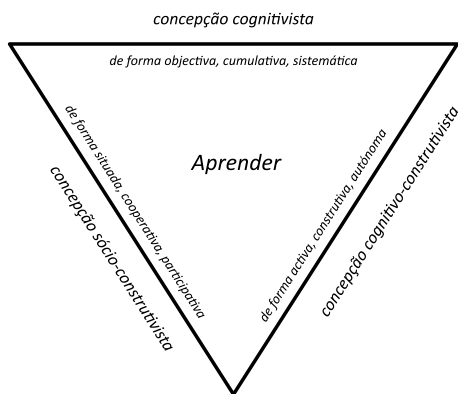 concepção cognitivista
de forma objectiva, cumulativa, sistemática
Aprender
de forma situada, cooperativa, participativa
concepção sócio-construtivista
de forma activa, construtiva, autónoma
concepção cognitivo-construtivista